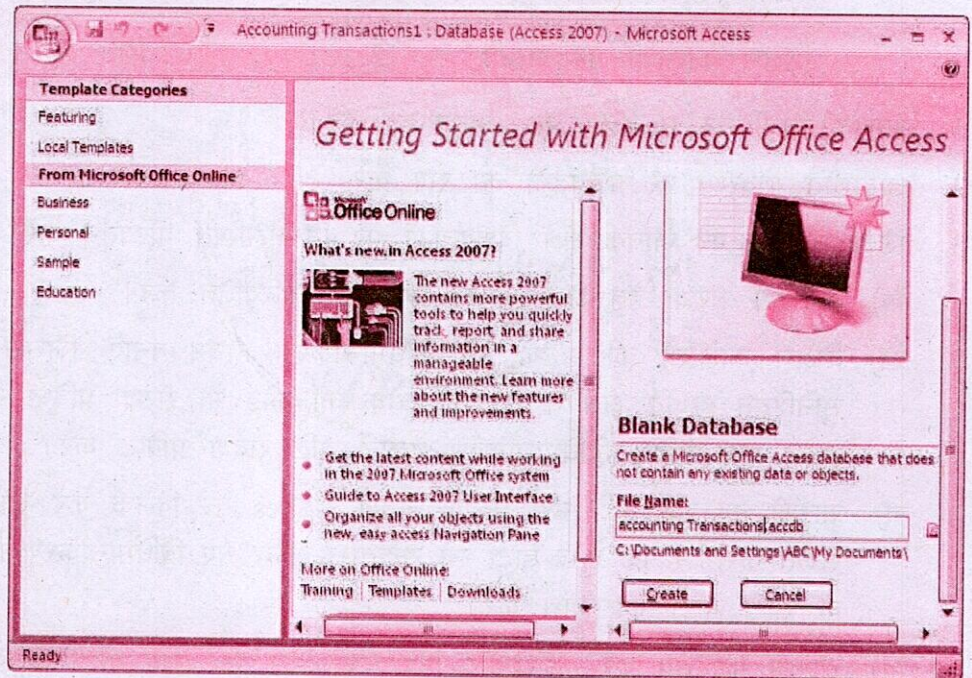 Accounting Transactions1 : Database (Access 2007) - Microsoft Access
Template Categories
Featuring
Local Templates
From Microsoft Office Online
Business
Personal
Sample
Education
Getting Started with Microsoft Office Access
Microsoft
Office Online
What's new in Access 2007?
The new Access 2007
contains more powerful
tools to help you quickly
track, report, and share
information in a
manageable
environment. Learn more
about the new features
and improvements.
Get the latest content while working
in the 2007 Microsoft Office system
Guide to Access 2007 User Interface
Organize all your objects using the
new, easy access Navigation Pane
More on Office Online:
Training | Templates | Downloads
Blank Database
Create a Microsoft Office Access database that does
not contain any existing data or objects.
File Name:
accounting Transactions.accdb
C:\Documents and Settings\ABC\My Documents\
Create
Cancel
Ready